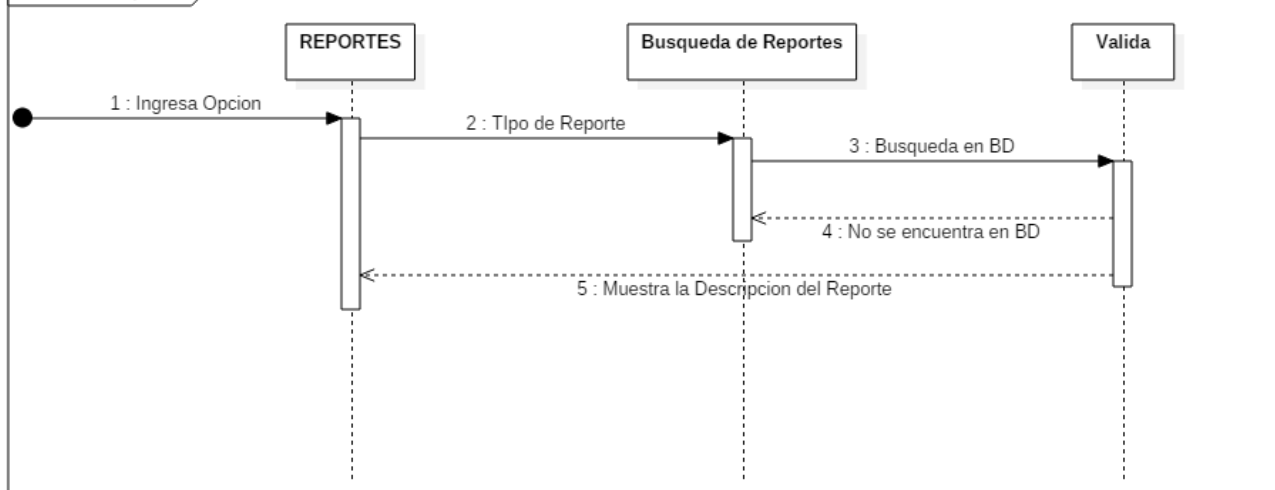 REPORTES
Busqueda de Reportes
Valida
1 : Ingresa Opcion
2 : TIpo de Reporte
3 : Busqueda en BD
4 : No se encuentra en BD
5 : Muestra la Descripcion del Reporte